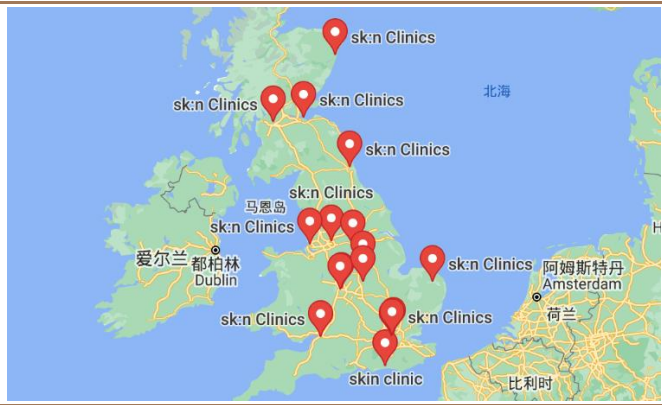 sk:n Clinics
北海
sk:n Clinics
sk:n Clinics
sk:n Clinics
sk:n Clinics
马恩岛
sk:n Clinics
爱尔兰
都柏林
Dublin
sk:n Clinics
阿姆斯特丹
Amsterdam
荷兰
sk:n Clinics
sk:n Clinics
skin clinic
比利时
H